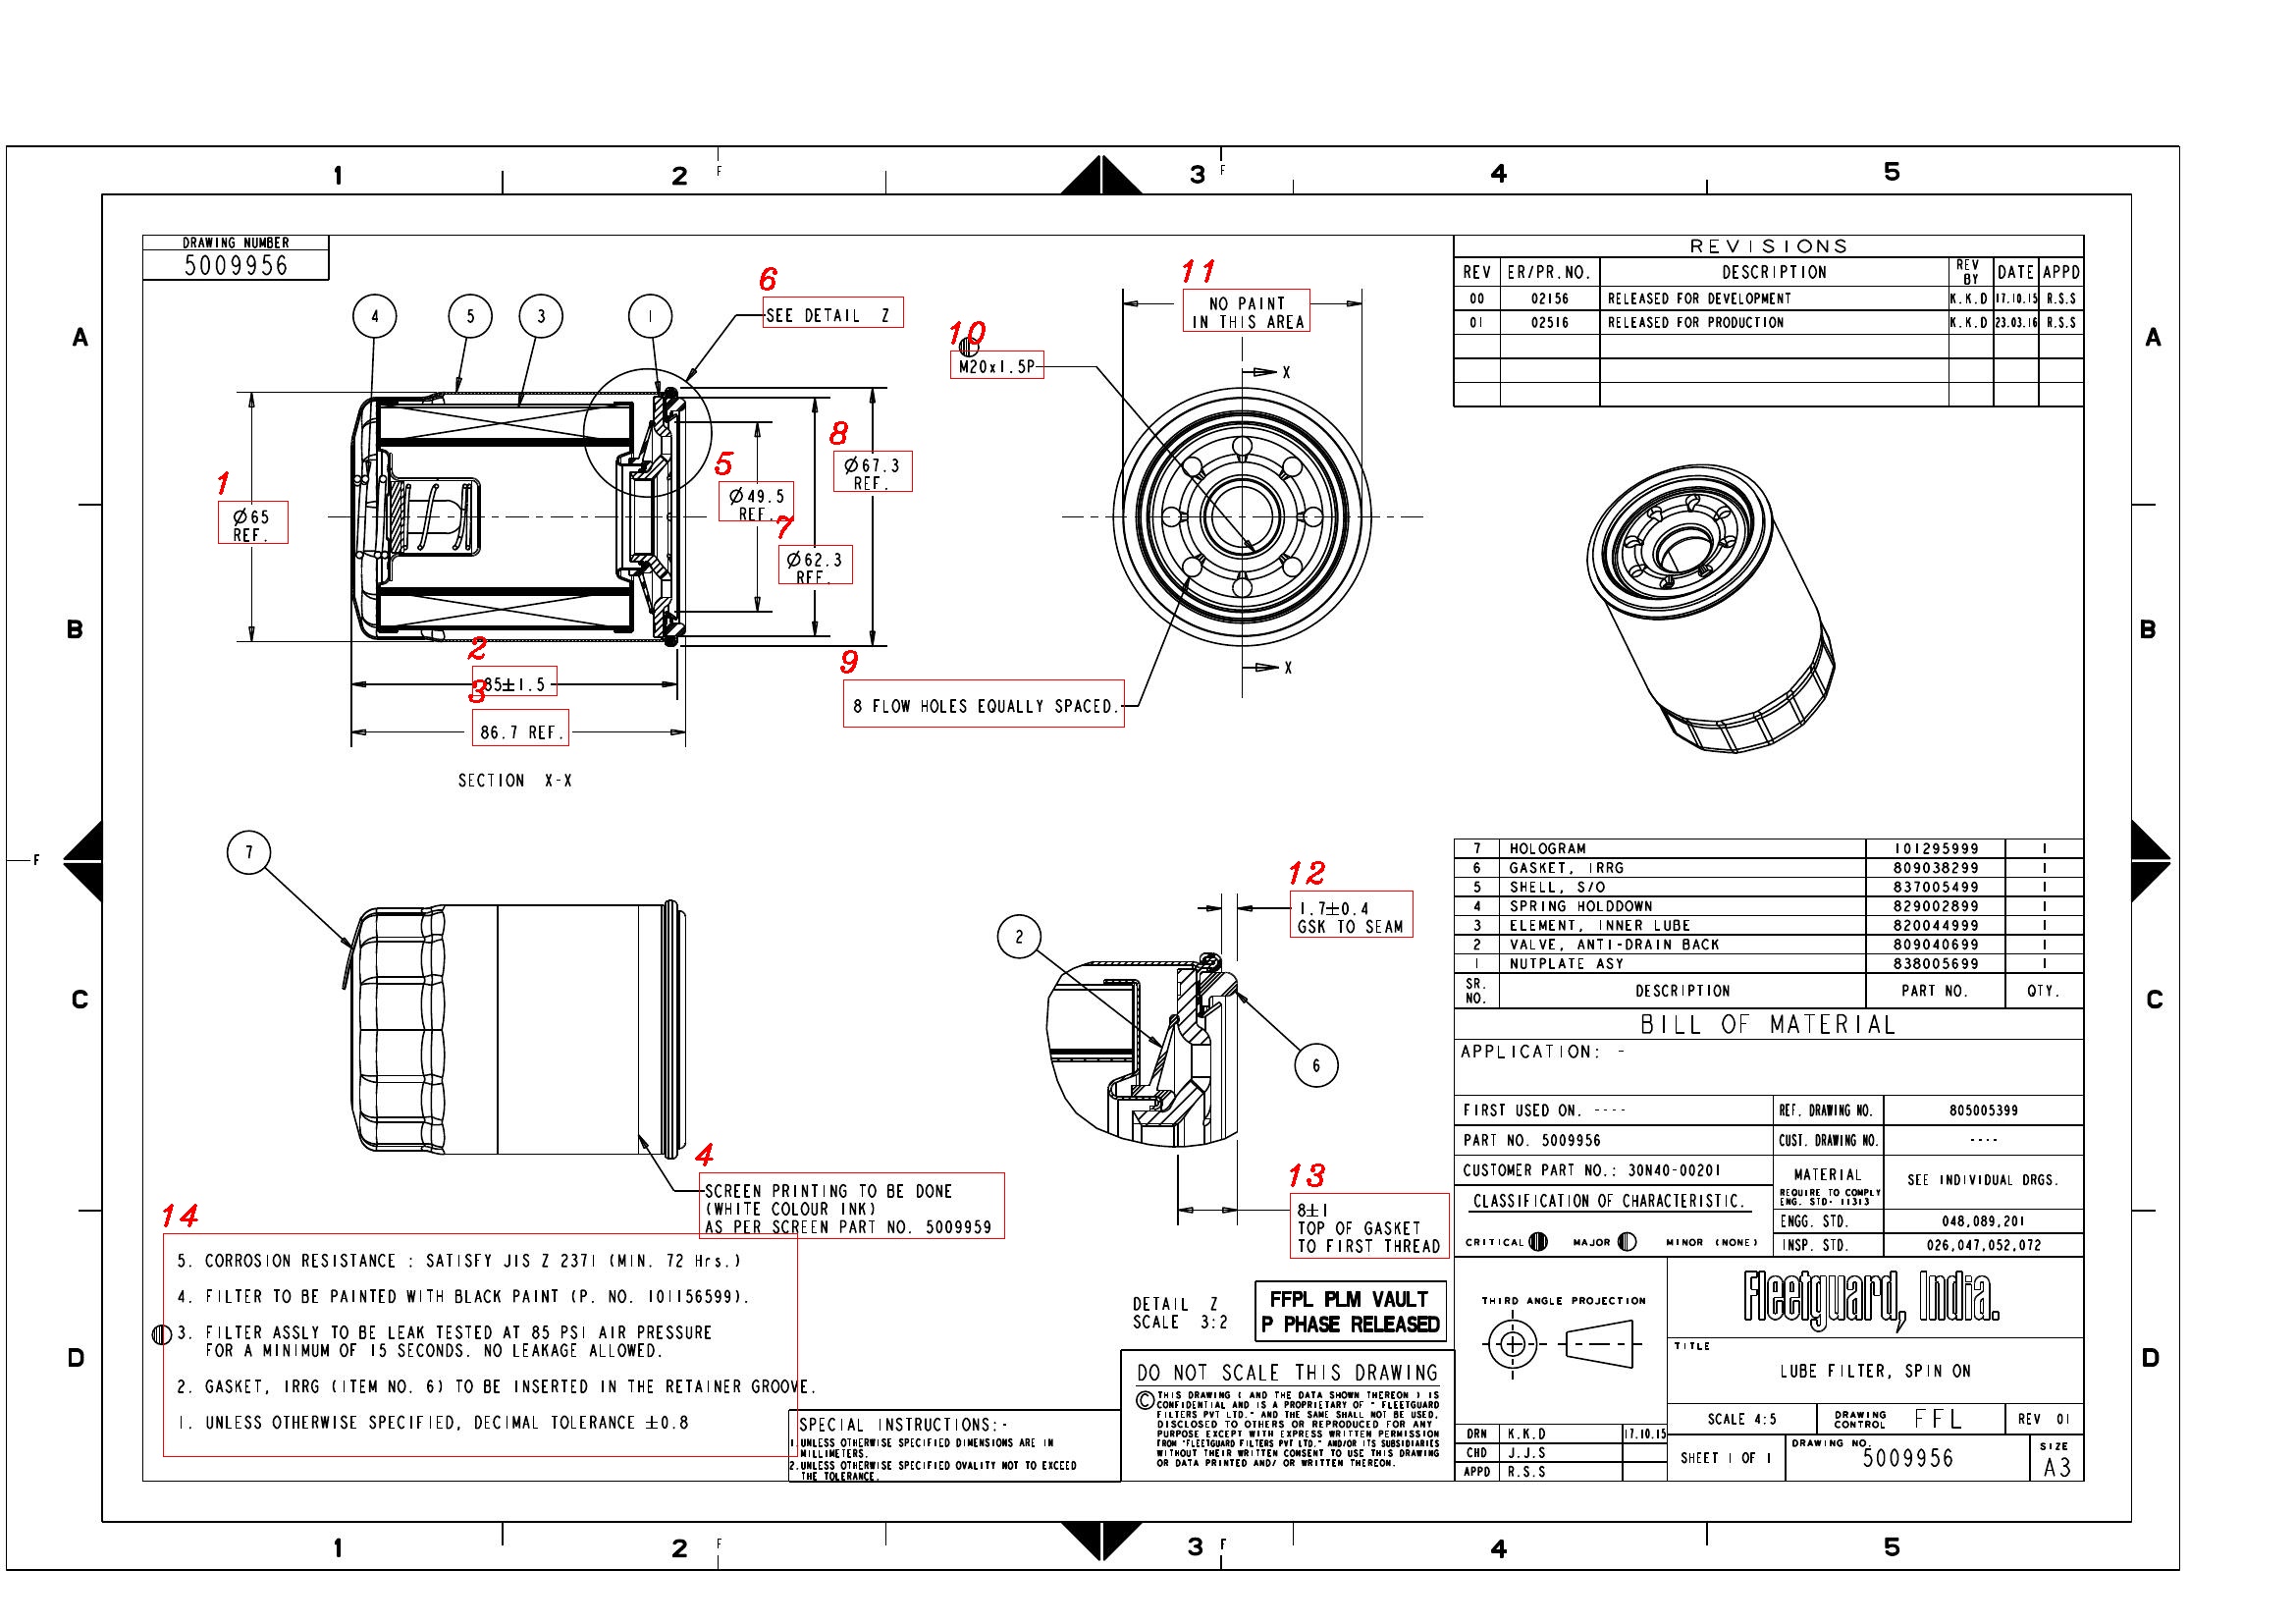 1 2 F 3 F 4 5
DRAWING NUMBER
5009956
REVISIONS
REV ER/PR.NO. DESCRIPTION REV BY DATE APPD
00 02156 RELEASED FOR DEVELOPMENT K.K.D 17.10.15 R.S.S
01 02516 RELEASED FOR PRODUCTION K.K.D 23.03.16 R.S.S
A
A
4 5 3 1
6
SEE DETAIL Z
11
NO PAINT
IN THIS AREA
10
M20x1.5P
X
8
Ø67.3
REF.
5
Ø49.5
REF.
1
Ø65
REF.
7
Ø62.3
REF.
B
B
2
85±1.5
3
86.7 REF.
9
8 FLOW HOLES EQUALLY SPACED.
X
SECTION X-X
F
7
7 HOLOGRAM 101295999 1
6 GASKET, IRRG 809038299 1
5 SHELL, S/O 837005499 1
4 SPRING HOLDDOWN 829002899 1
3 ELEMENT, INNER LUBE 820044999 1
2 VALVE, ANTI-DRAIN BACK 809040699 1
1 NUTPLATE ASY 838005699 1
SR. NO. DESCRIPTION PART NO. QTY.
BILL OF MATERIAL
12
1.7±0.4
GSK TO SEAM
2
6
C
C
APPLICATION: -
FIRST USED ON. ---- REF. DRAWING NO. 805005399
PART NO. 5009956 CUST. DRAWING NO. ----
CUSTOMER PART NO.: 30N40-00201
MATERIAL
REQUIRE TO COMPLY
ENG. STD- 11313
SEE INDIVIDUAL DRGS.
CLASSIFICATION OF CHARACTERISTIC.
ENGG. STD. 048,089,201
CRITICAL MAJOR MINOR (NONE) INSP. STD. 026,047,052,072
4
SCREEN PRINTING TO BE DONE
(WHITE COLOUR INK)
AS PER SCREEN PART NO. 5009959
13
8±1
TOP OF GASKET
TO FIRST THREAD
14
5. CORROSION RESISTANCE : SATISFY JIS Z 2371 (MIN. 72 Hrs.)
4. FILTER TO BE PAINTED WITH BLACK PAINT (P. NO. 101156599).
3. FILTER ASSLY TO BE LEAK TESTED AT 85 PSI AIR PRESSURE
FOR A MINIMUM OF 15 SECONDS. NO LEAKAGE ALLOWED.
2. GASKET, IRRG (ITEM NO. 6) TO BE INSERTED IN THE RETAINER GROOVE.
1. UNLESS OTHERWISE SPECIFIED, DECIMAL TOLERANCE ±0.8
DETAIL Z
SCALE 3:2
FFPL PLM VAULT
P PHASE RELEASED
SPECIAL INSTRUCTIONS:-
1.UNLESS OTHERWISE SPECIFIED DIMENSIONS ARE IN
MILLIMETERS.
2.UNLESS OTHERWISE SPECIFIED OVALITY NOT TO EXCEED
THE TOLERANCE.
DO NOT SCALE THIS DRAWING
© THIS DRAWING ( AND THE DATA SHOWN THEREON ) IS
CONFIDENTIAL AND IS A PROPRIETARY OF " FLEETGUARD
FILTERS PVT LTD." AND THE SAME SHALL NOT BE USED,
DISCLOSED TO OTHERS OR REPRODUCED FOR ANY
PURPOSE EXCEPT WITH EXPRESS WRITTEN PERMISSION
FROM "FLEETGUARD FILTERS PVT LTD." AND/OR ITS SUBSIDIARIES
WITHOUT THEIR WRITTEN CONSENT TO USE THIS DRAWING
OR DATA PRINTED AND/ OR WRITTEN THEREON.
THIRD ANGLE PROJECTION
Fleetguard, India.
TITLE
LUBE FILTER, SPIN ON
SCALE 4:5 DRAWING CONTROL FFL REV 01
DRN K.K.D 17.10.15
CHD J.J.S
APPD R.S.S
SHEET 1 OF 1
DRAWING NO.
5009956
SIZE
A3
D
D
1 2 F 3 F 4 5